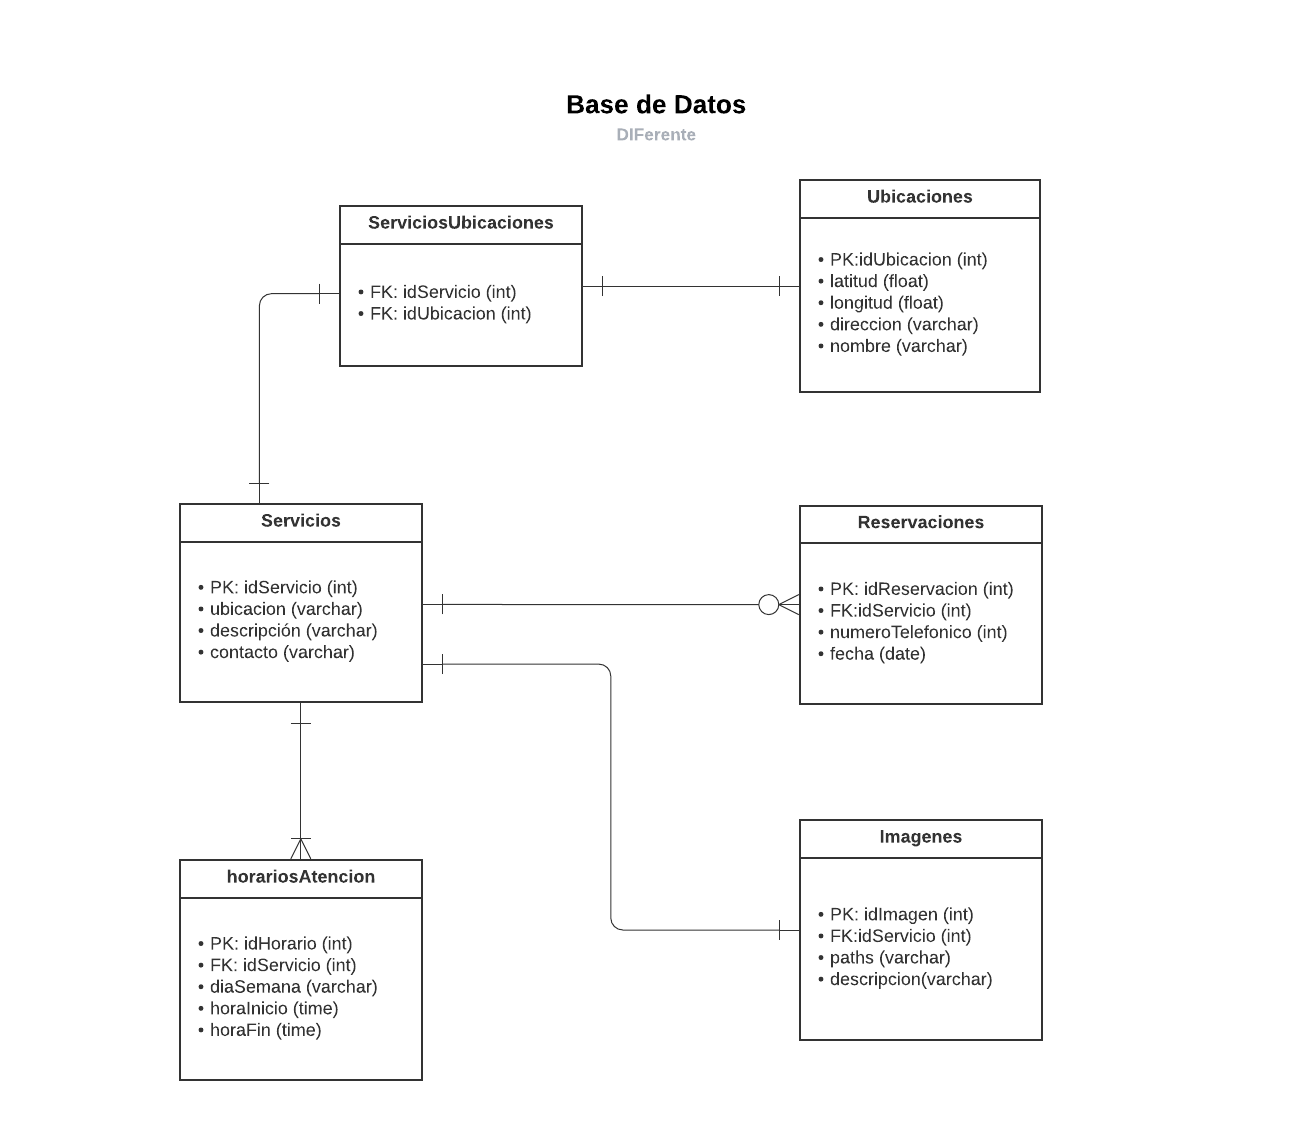 Base de Datos
DIFerente
ServiciosUbicaciones
• FK: idServicio (int)
• FK: idUbicacion (int)
Ubicaciones
• PK:idUbicacion (int)
• latitud (float)
• longitud (float)
• direccion (varchar)
• nombre (varchar)
Servicios
• PK: idServicio (int)
• ubicacion (varchar)
• descripción (varchar)
• contacto (varchar)
Reservaciones
• PK: idReservacion (int)
• FK:idServicio (int)
• numeroTelefonico (int)
• fecha (date)
horariosAtencion
• PK: idHorario (int)
• FK: idServicio (int)
• diaSemana (varchar)
• horaInicio (time)
• horaFin (time)
Imagenes
• PK: idImagen (int)
• FK:idServicio (int)
• paths (varchar)
• descripcion(varchar)